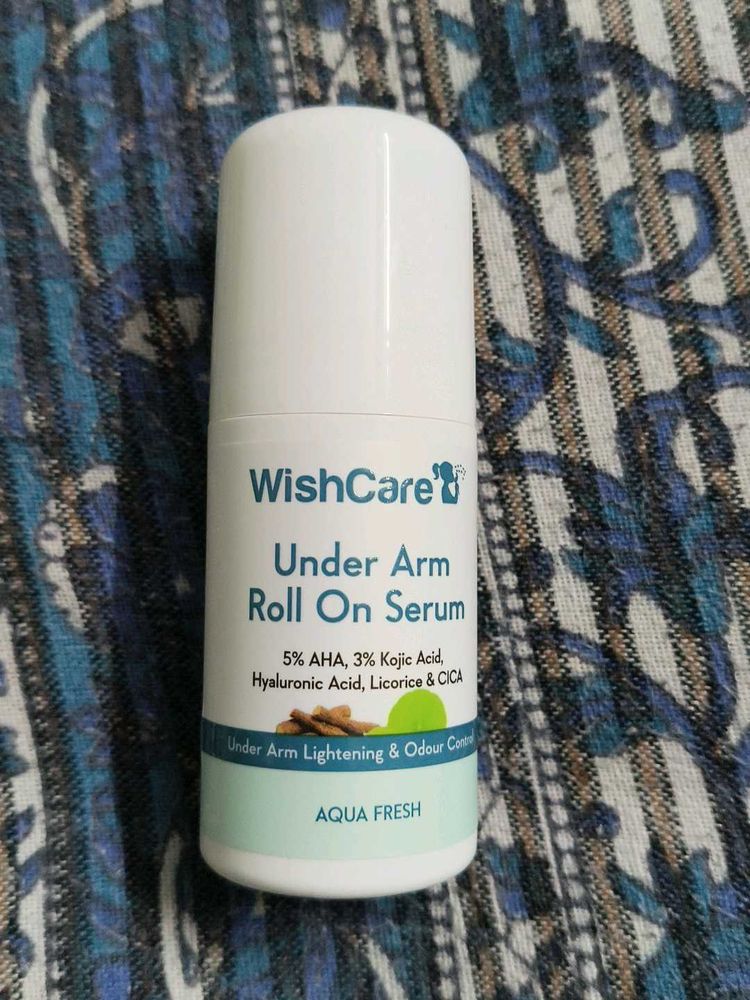 WishCare
Under Arm
Roll On Serum
5% AHA, 3% Kojic Acid,
Hyaluronic Acid, Licorice & CICA
Under Arm Lightening & Odour Control
AQUA FRESH